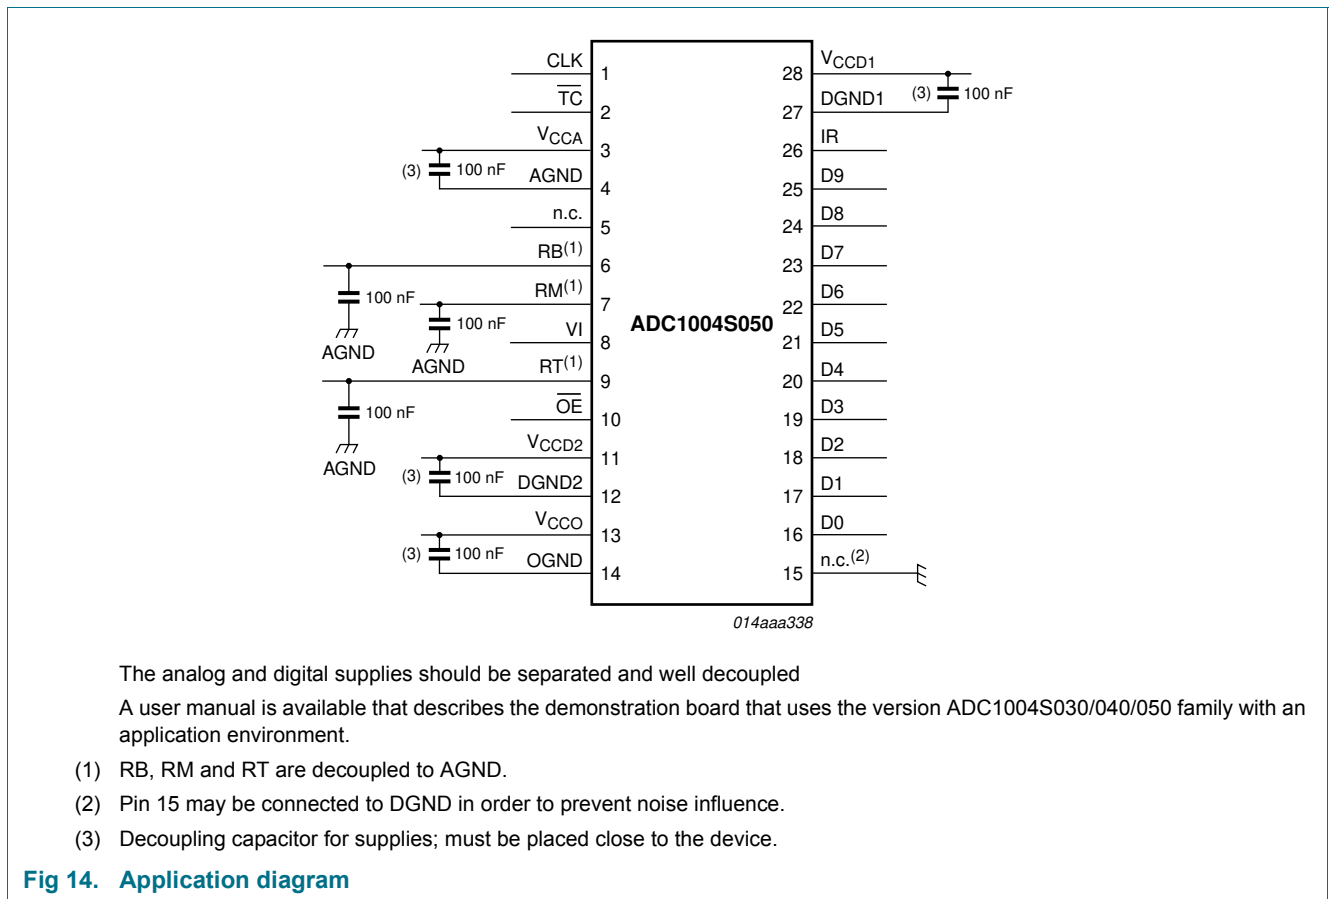 CLK 1 28 VCCD1
TC 2 27 DGND1 (3) 100 nF
VCCA 3 26 IR
(3) 100 nF AGND 4 25 D9
n.c. 5 24 D8
RB(1) 6 23 D7
100 nF RM(1) 7 22 D6
100 nF VI 8 21 D5
ADC1004S050
AGND AGND RT(1) 9 20 D4
100 nF OE 10 19 D3
AGND VCCD2 11 18 D2
(3) 100 nF DGND2 12 17 D1
VCCO 13 16 D0
(3) 100 nF OGND 14 15 n.c.(2)
014aaa338
The analog and digital supplies should be separated and well decoupled
A user manual is available that describes the demonstration board that uses the version ADC1004S030/040/050 family with an
application environment.
(1) RB, RM and RT are decoupled to AGND.
(2) Pin 15 may be connected to DGND in order to prevent noise influence.
(3) Decoupling capacitor for supplies; must be placed close to the device.
Fig 14. Application diagram